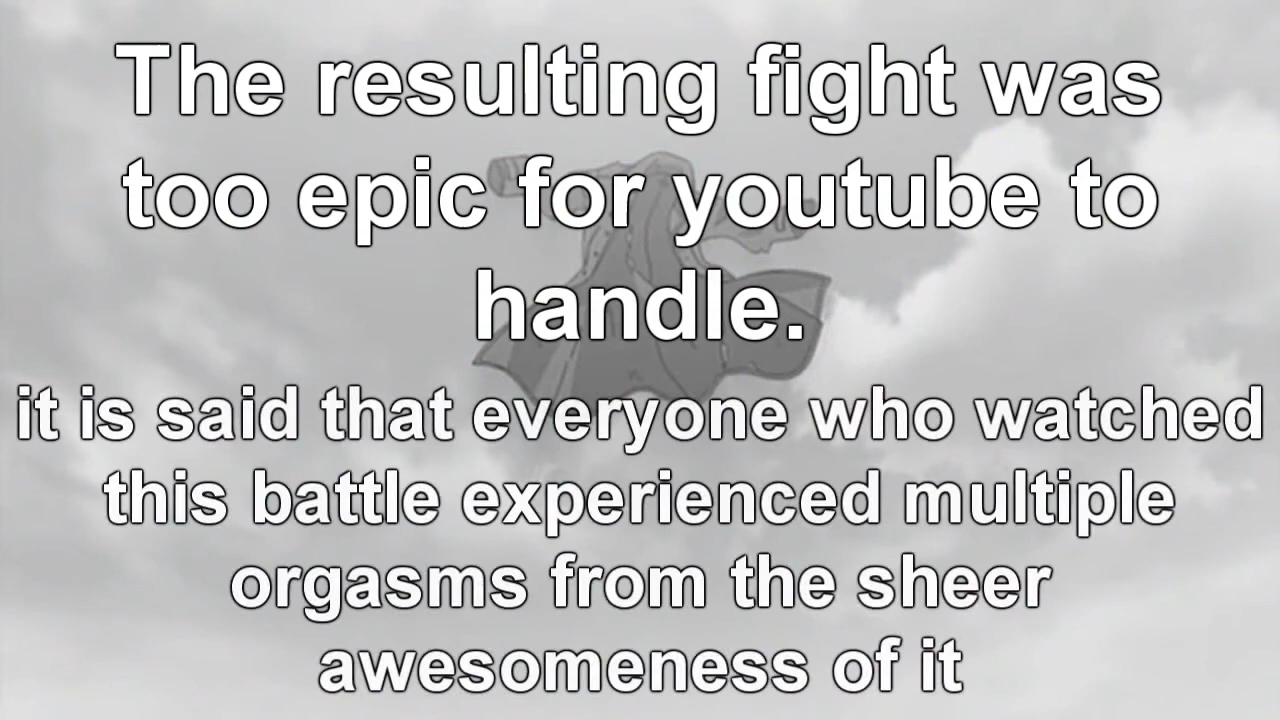 The resulting fight was
too epic for youtube to
handle.
it is said that everyone who watched
this battle experienced multiple
orgasms from the sheer
awesomeness of it